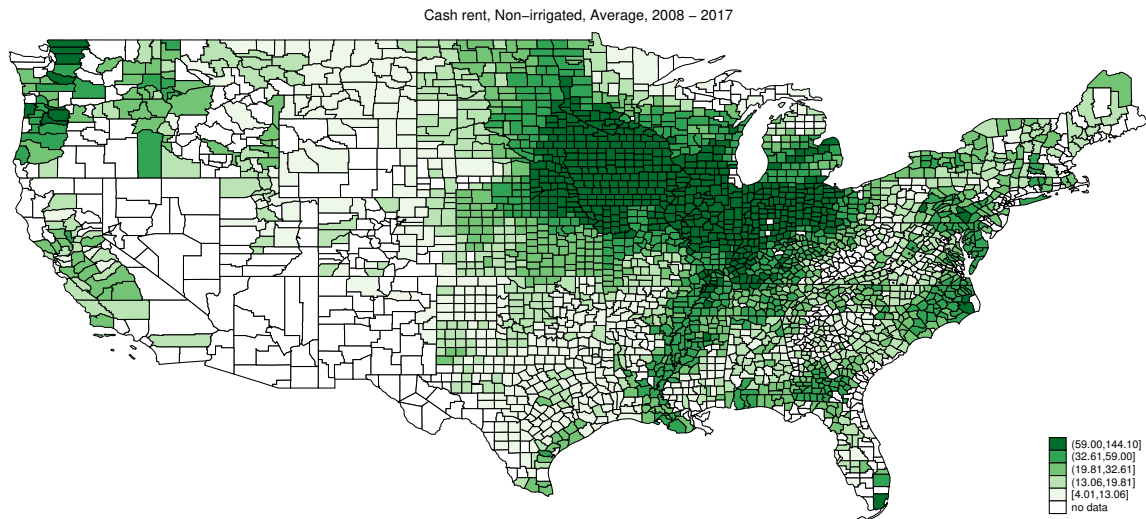 Cash rent, Non−irrigated, Average, 2008 − 2017
(59.00,144.10]
(32.61,59.00]
(19.81,32.61]
(13.06,19.81]
[4.01,13.06]
no data